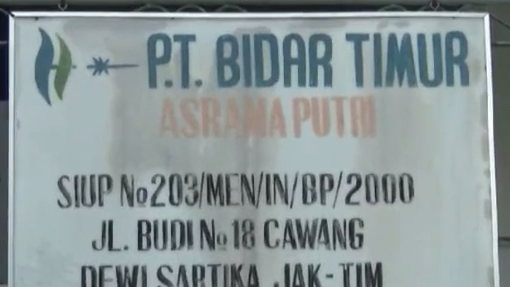 P.T. BIDAR TIMUR
ASRAMA PUTRI
SIUP No 203/MEN/IN/BP/2000
JL. BUDI No 18 CAWANG
DEWI SARTIKA JAK-TIM